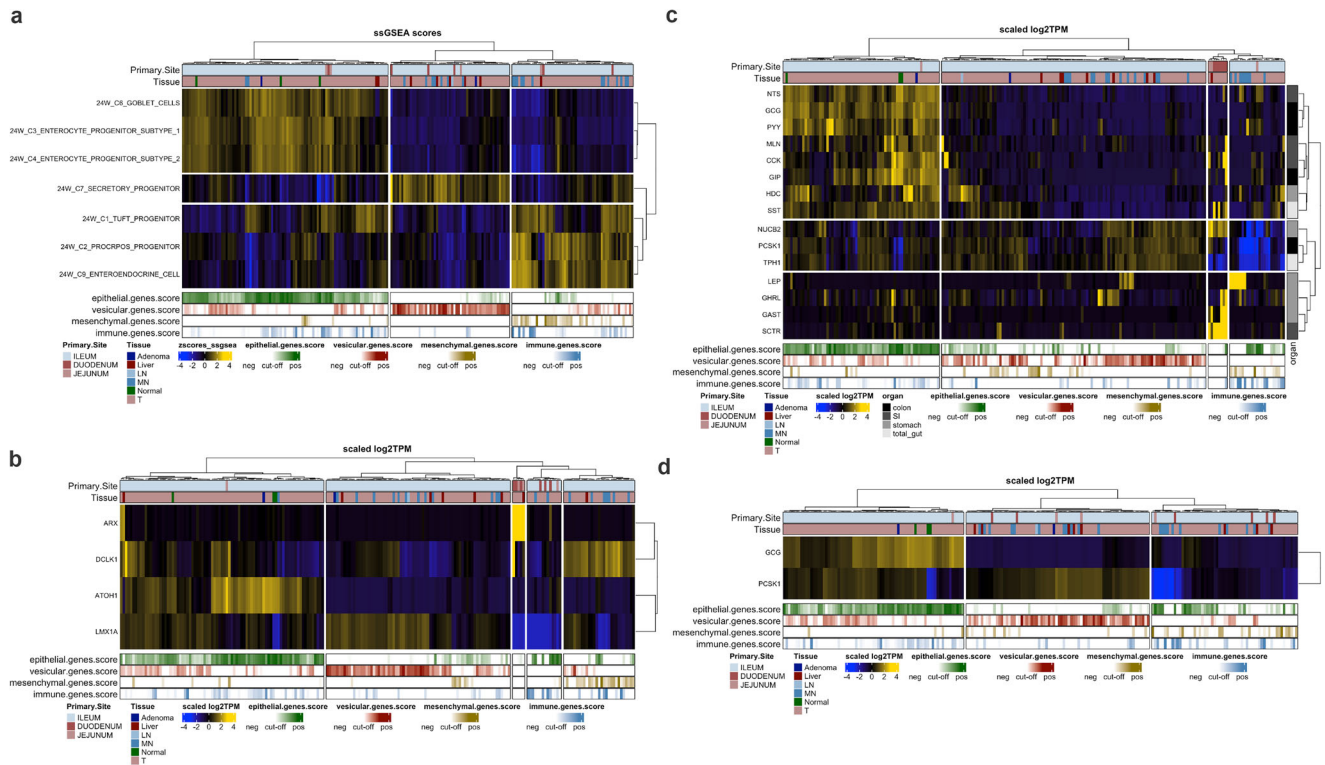 a
ssGSEA scores
Primary.Site
Tissue
24W_C6_GOBLET_CELLS
24W_C3_ENTEROCYTE_PROGENITOR_SUBTYPE_1
24W_C4_ENTEROCYTE_PROGENITOR_SUBTYPE_2
24W_C7_SECRETORY_PROGENITOR
24W_C1_TUFT_PROGENITOR
24W_C2_PROCRPOS_PROGENITOR
24W_C9_ENTEROENDOCRINE_CELL
epithelial.genes.score
vesicular.genes.score
mesenchymal.genes.score
immune.genes.score
Primary.Site Tissue zscores_ssgsea epithelial.genes.score vesicular.genes.score mesenchymal.genes.score immune.genes.score
ILEUM Adenoma
DUODENUM Liver -4 -2 0 2 4 neg cut-off pos neg cut-off pos neg cut-off pos neg cut-off pos
JEJUNUM LN
MN
Normal
T
b
scaled log2TPM
Primary.Site
Tissue
ARX
DCLK1
ATOH1
LMX1A
epithelial.genes.score
vesicular.genes.score
mesenchymal.genes.score
immune.genes.score
Primary.Site Tissue scaled log2TPM epithelial.genes.score vesicular.genes.score mesenchymal.genes.score immune.genes.score
ILEUM Adenoma
DUODENUM Liver -4 -2 0 2 4 neg cut-off pos neg cut-off pos neg cut-off pos neg cut-off pos
JEJUNUM LN
MN
Normal
T
c
scaled log2TPM
Primary.Site
Tissue
NTS
GCG
PYY
MLN
CCK
GIP
HDC
SST
NUCB2
PCSK1
TPH1
LEP
GHRL
GAST
SCTR
organ
epithelial.genes.score
vesicular.genes.score
mesenchymal.genes.score
immune.genes.score
Primary.Site Tissue scaled log2TPM organ epithelial.genes.score vesicular.genes.score mesenchymal.genes.score immune.genes.score
ILEUM Adenoma colon
DUODENUM Liver -4 -2 0 2 4 SI neg cut-off pos neg cut-off pos neg cut-off pos neg cut-off pos
JEJUNUM LN stomach
MN total_gut
Normal
T
d
scaled log2TPM
Primary.Site
Tissue
GCG
PCSK1
epithelial.genes.score
vesicular.genes.score
mesenchymal.genes.score
immune.genes.score
Primary.Site Tissue scaled log2TPM epithelial.genes.score vesicular.genes.score mesenchymal.genes.score immune.genes.score
ILEUM Adenoma
DUODENUM Liver -4 -2 0 2 4 neg cut-off pos neg cut-off pos neg cut-off pos neg cut-off pos
JEJUNUM LN
MN
Normal
T